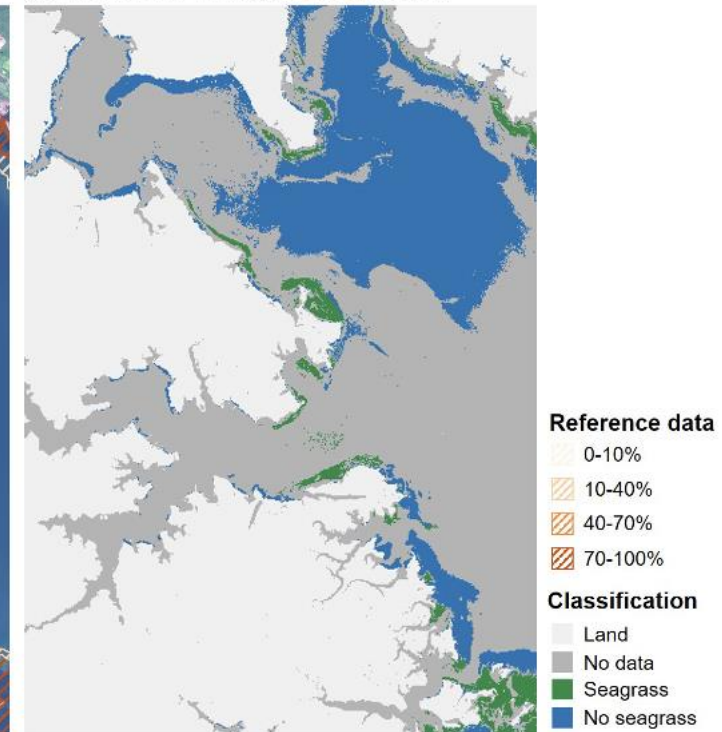 Reference data
0-10%
10-40%
40-70%
70-100%
Classification
Land
No data
Seagrass
No seagrass